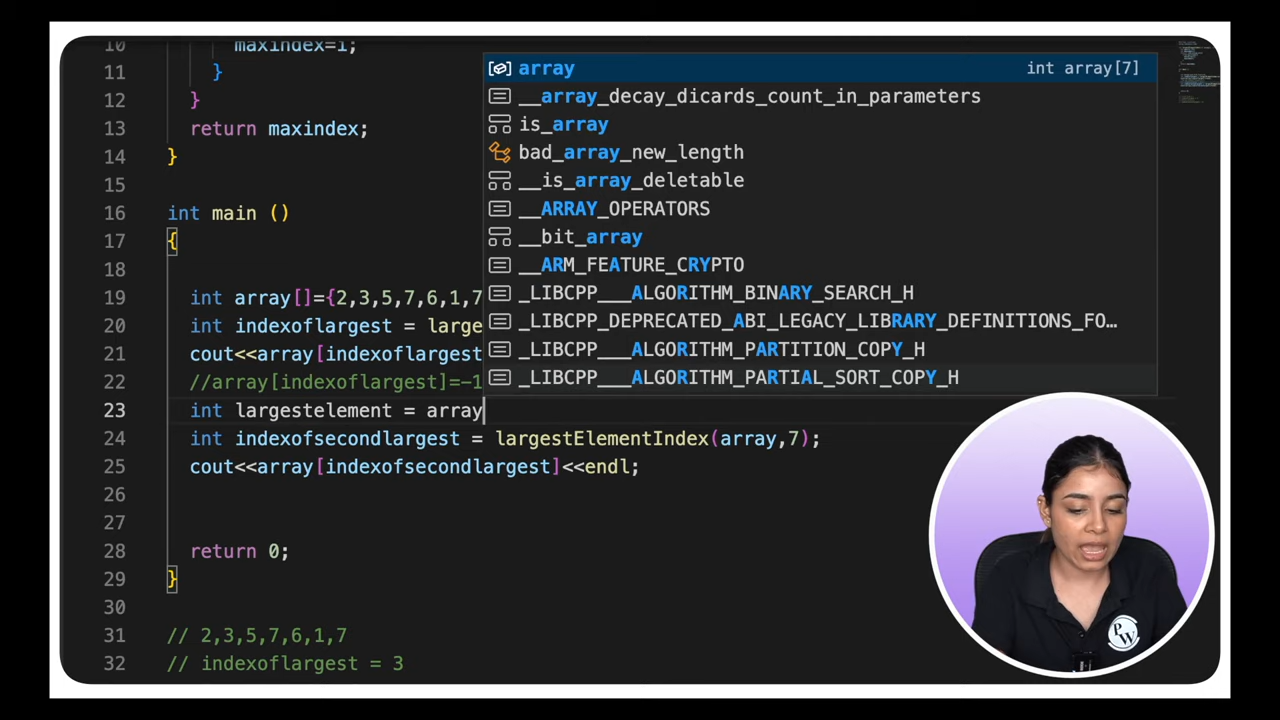 10 maxindex=i;
11 }
12 }
13 return maxindex;
14 }
15
16 int main ()
17 {
18
19 int array[]={2,3,5,7,6,1,7
20 int indexoflargest = large
21 cout<<array[indexoflargest
22 //array[indexoflargest]=-1
23 int largestelement = array
24 int indexofsecondlargest = largestElementIndex(array,7);
25 cout<<array[indexofsecondlargest]<<endl;
26
27
28 return 0;
29 }
30
31 // 2,3,5,7,6,1,7
32 // indexoflargest = 3
array int array[7]
__array_decay_dicards_count_in_parameters
is_array
bad_array_new_length
__is_array_deletable
__ARRAY_OPERATORS
__bit_array
__ARM_FEATURE_CRYPTO
_LIBCPP___ALGORITHM_BINARY_SEARCH_H
_LIBCPP_DEPRECATED_ABI_LEGACY_LIBRARY_DEFINITIONS_FO…
_LIBCPP___ALGORITHM_PARTITION_COPY_H
_LIBCPP___ALGORITHM_PARTIAL_SORT_COPY_H
PW